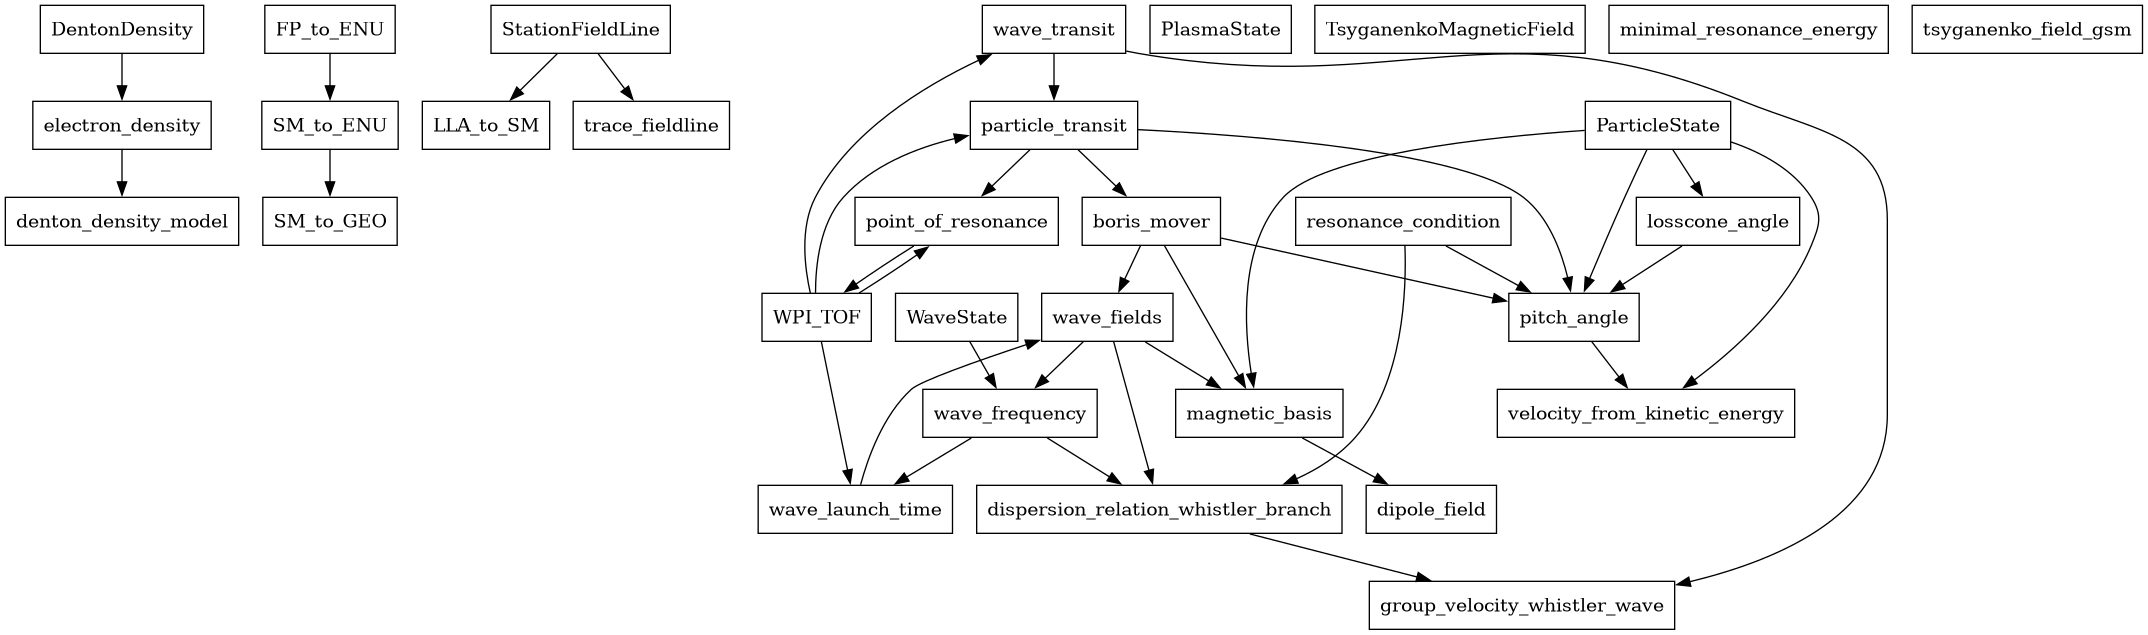 DentonDensity
FP_to_ENU
StationFieldLine
wave_transit
PlasmaState
TsyganenkoMagneticField
minimal_resonance_energy
tsyganenko_field_gsm
electron_density
SM_to_ENU
LLA_to_SM
trace_fieldline
particle_transit
ParticleState
denton_density_model
SM_to_GEO
point_of_resonance
boris_mover
resonance_condition
losscone_angle
WPI_TOF
WaveState
wave_fields
pitch_angle
wave_frequency
magnetic_basis
velocity_from_kinetic_energy
wave_launch_time
dispersion_relation_whistler_branch
dipole_field
group_velocity_whistler_wave